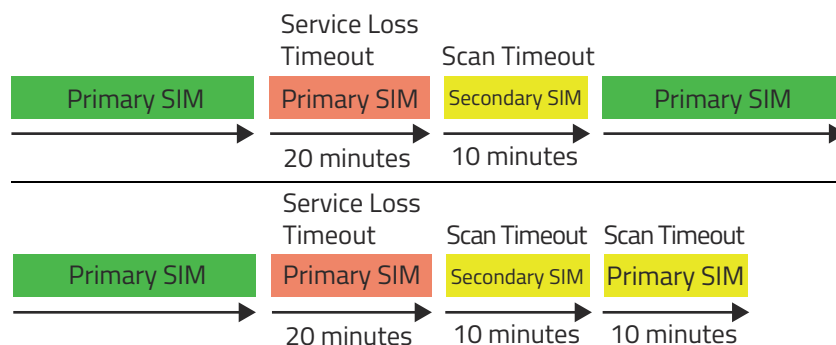 Service Loss
Timeout
Scan Timeout
Primary SIM
Primary SIM
Secondary SIM
Primary SIM
20 minutes
10 minutes
Service Loss
Timeout
Scan Timeout
Scan Timeout
Primary SIM
Primary SIM
Secondary SIM
Primary SIM
20 minutes
10 minutes
10 minutes